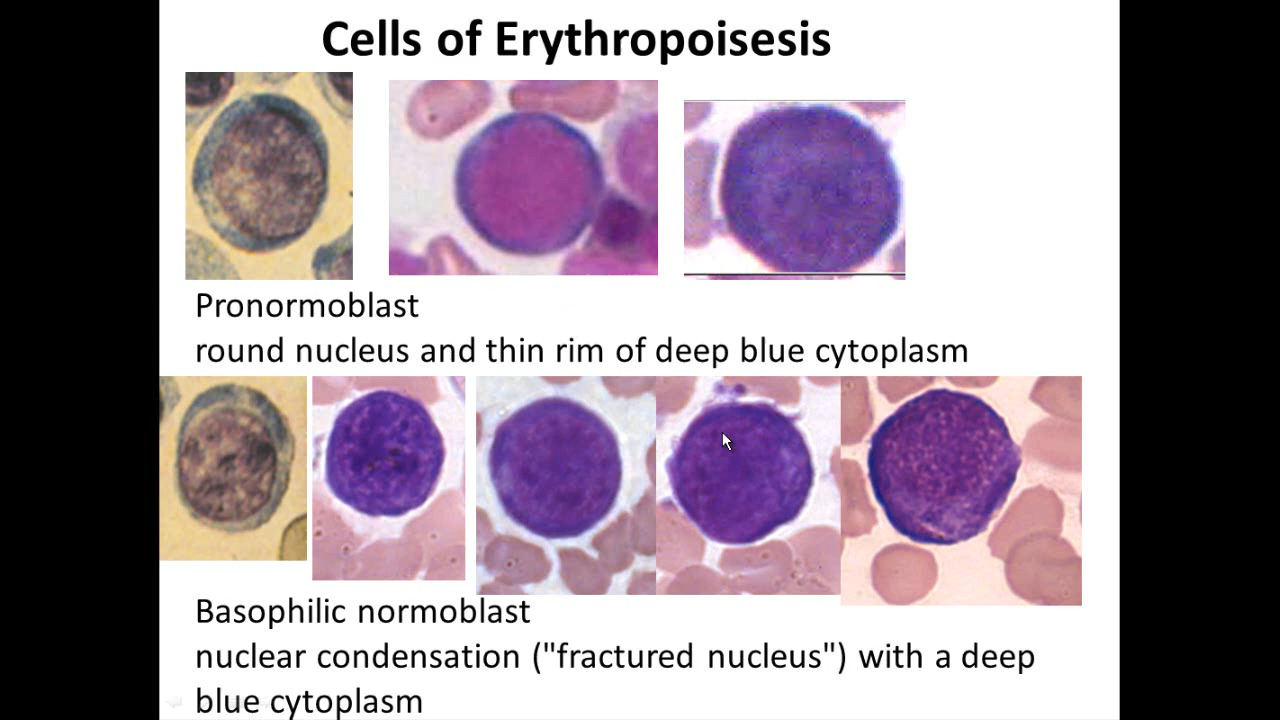 Cells of Erythropoisesis
Pronormoblast
round nucleus and thin rim of deep blue cytoplasm
Basophilic normoblast
nuclear condensation ("fractured nucleus") with a deep
blue cytoplasm